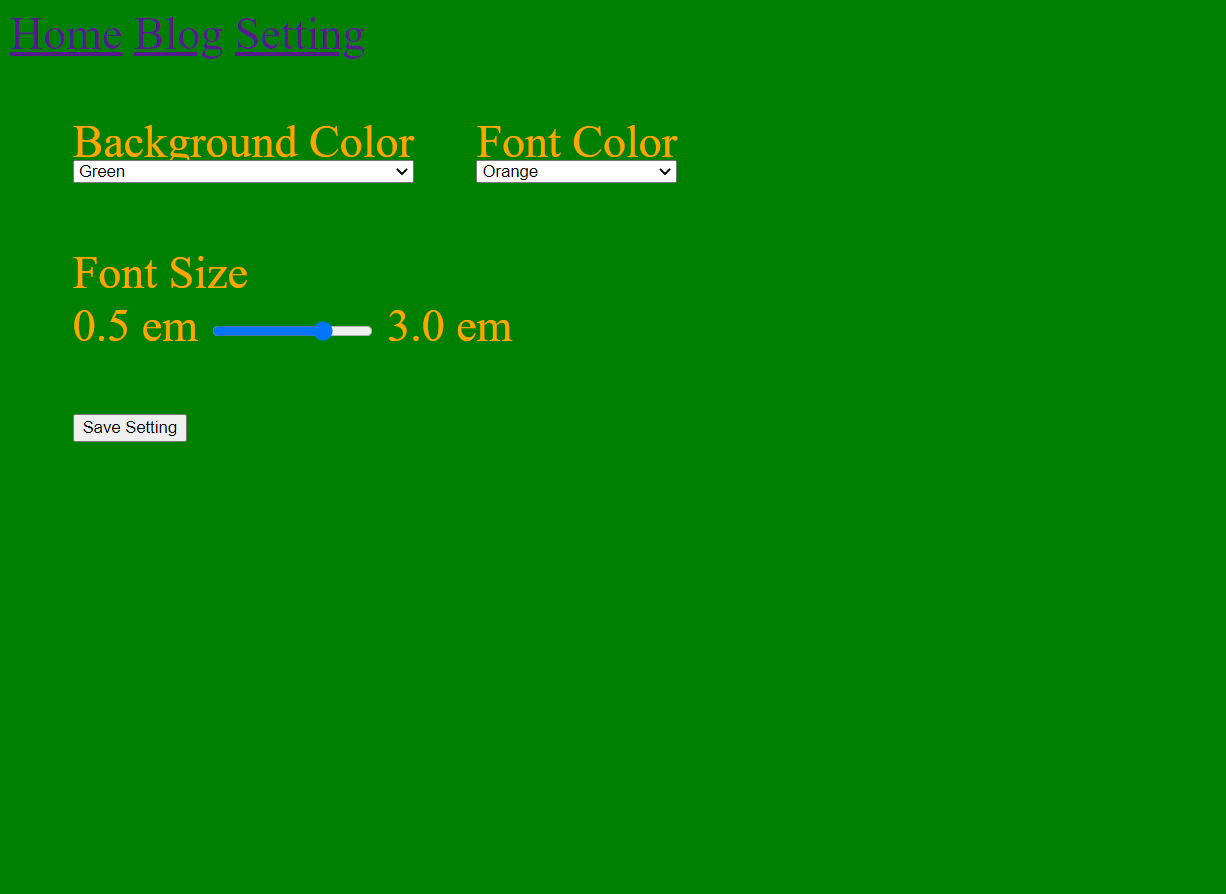 Home Blog Setting
Background Color Font Color
Green Orange
Font Size
0.5 em 3.0 em
Save Setting